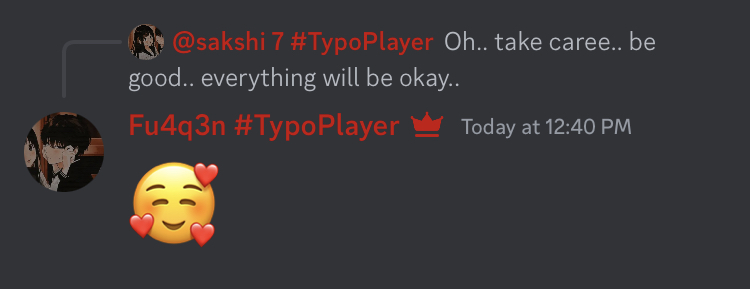 @sakshi 7 #TypoPlayer Oh.. take caree.. be
good.. everything will be okay..
Fu4q3n #TypoPlayer Today at 12:40 PM